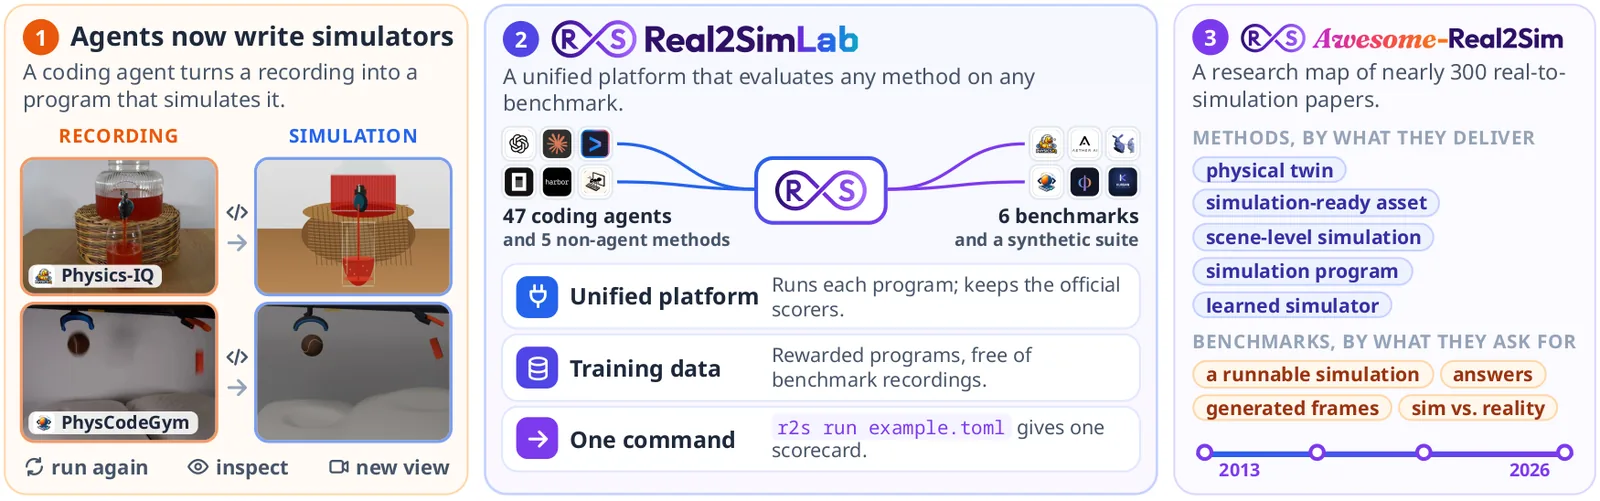 1 Agents now write simulators
A coding agent turns a recording into a
program that simulates it.
RECORDING
SIMULATION
Physics-IQ
</>
PhysCodeGym
</>
run again
inspect
new view
2 R S Real2SimLab
A unified platform that evaluates any method on any
benchmark.
harbor
AETHER AI
R S
47 coding agents
and 5 non-agent methods
6 benchmarks
and a synthetic suite
Unified platform
Runs each program; keeps the official
scorers.
Training data
Rewarded programs, free of
benchmark recordings.
One command
r2s run example.toml gives one
scorecard.
3 R S Awesome-Real2Sim
A research map of nearly 300 real-to-
simulation papers.
METHODS, BY WHAT THEY DELIVER
physical twin
simulation-ready asset
scene-level simulation
simulation program
learned simulator
BENCHMARKS, BY WHAT THEY ASK FOR
a runnable simulation
answers
generated frames
sim vs. reality
2013
2026